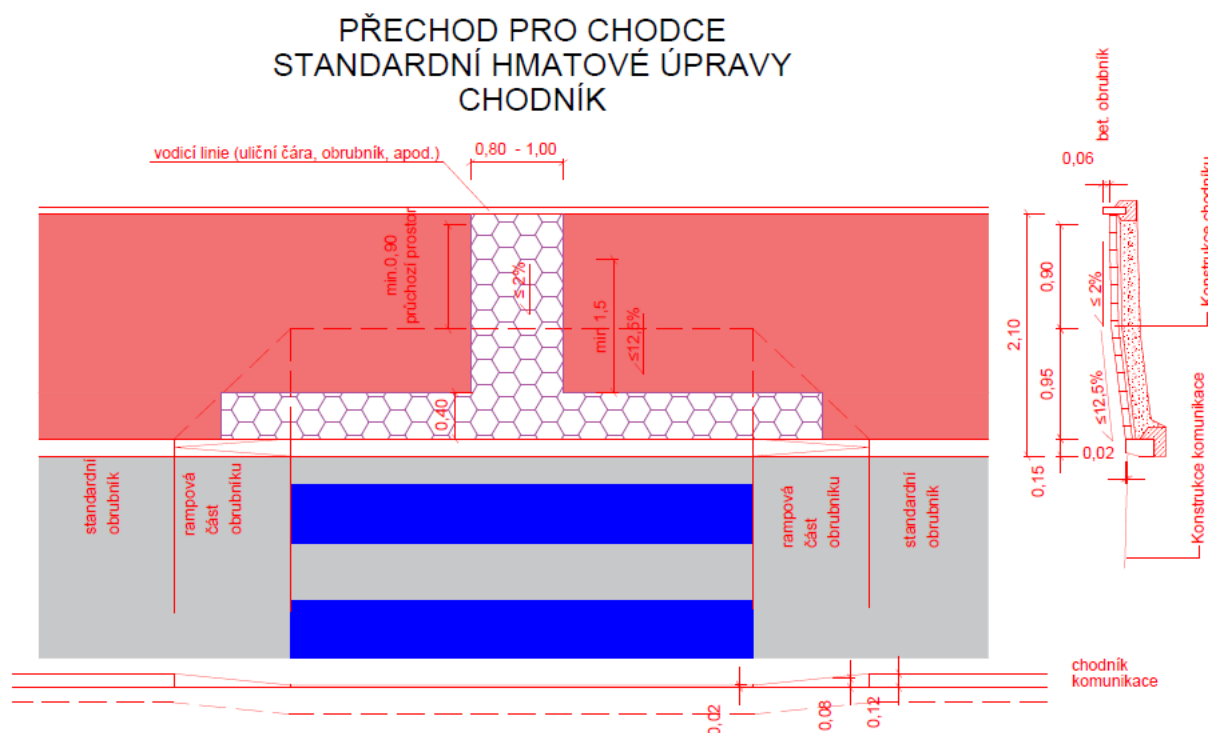 PŘECHOD PRO CHODCE
STANDARDNÍ HMATOVÉ ÚPRAVY
CHODNÍK
vodicí linie (uliční čára, obrubník, apod.)
0,80 - 1,00
min.0,90
průchozí prostor
≤ 2%
min 1,5
≤12,5%
0,40
standardní
obrubník
rampová
část
obrubníku
rampová
část
obrubníku
standardní
obrubník
chodník
komunikace
0,02
0,08
0,12
bet. obrubník
0,06
Konstrukce chodníku
0,90
≤ 2%
2,10
0,95
≤12,5%
0,02
0,15
Konstrukce komunikace